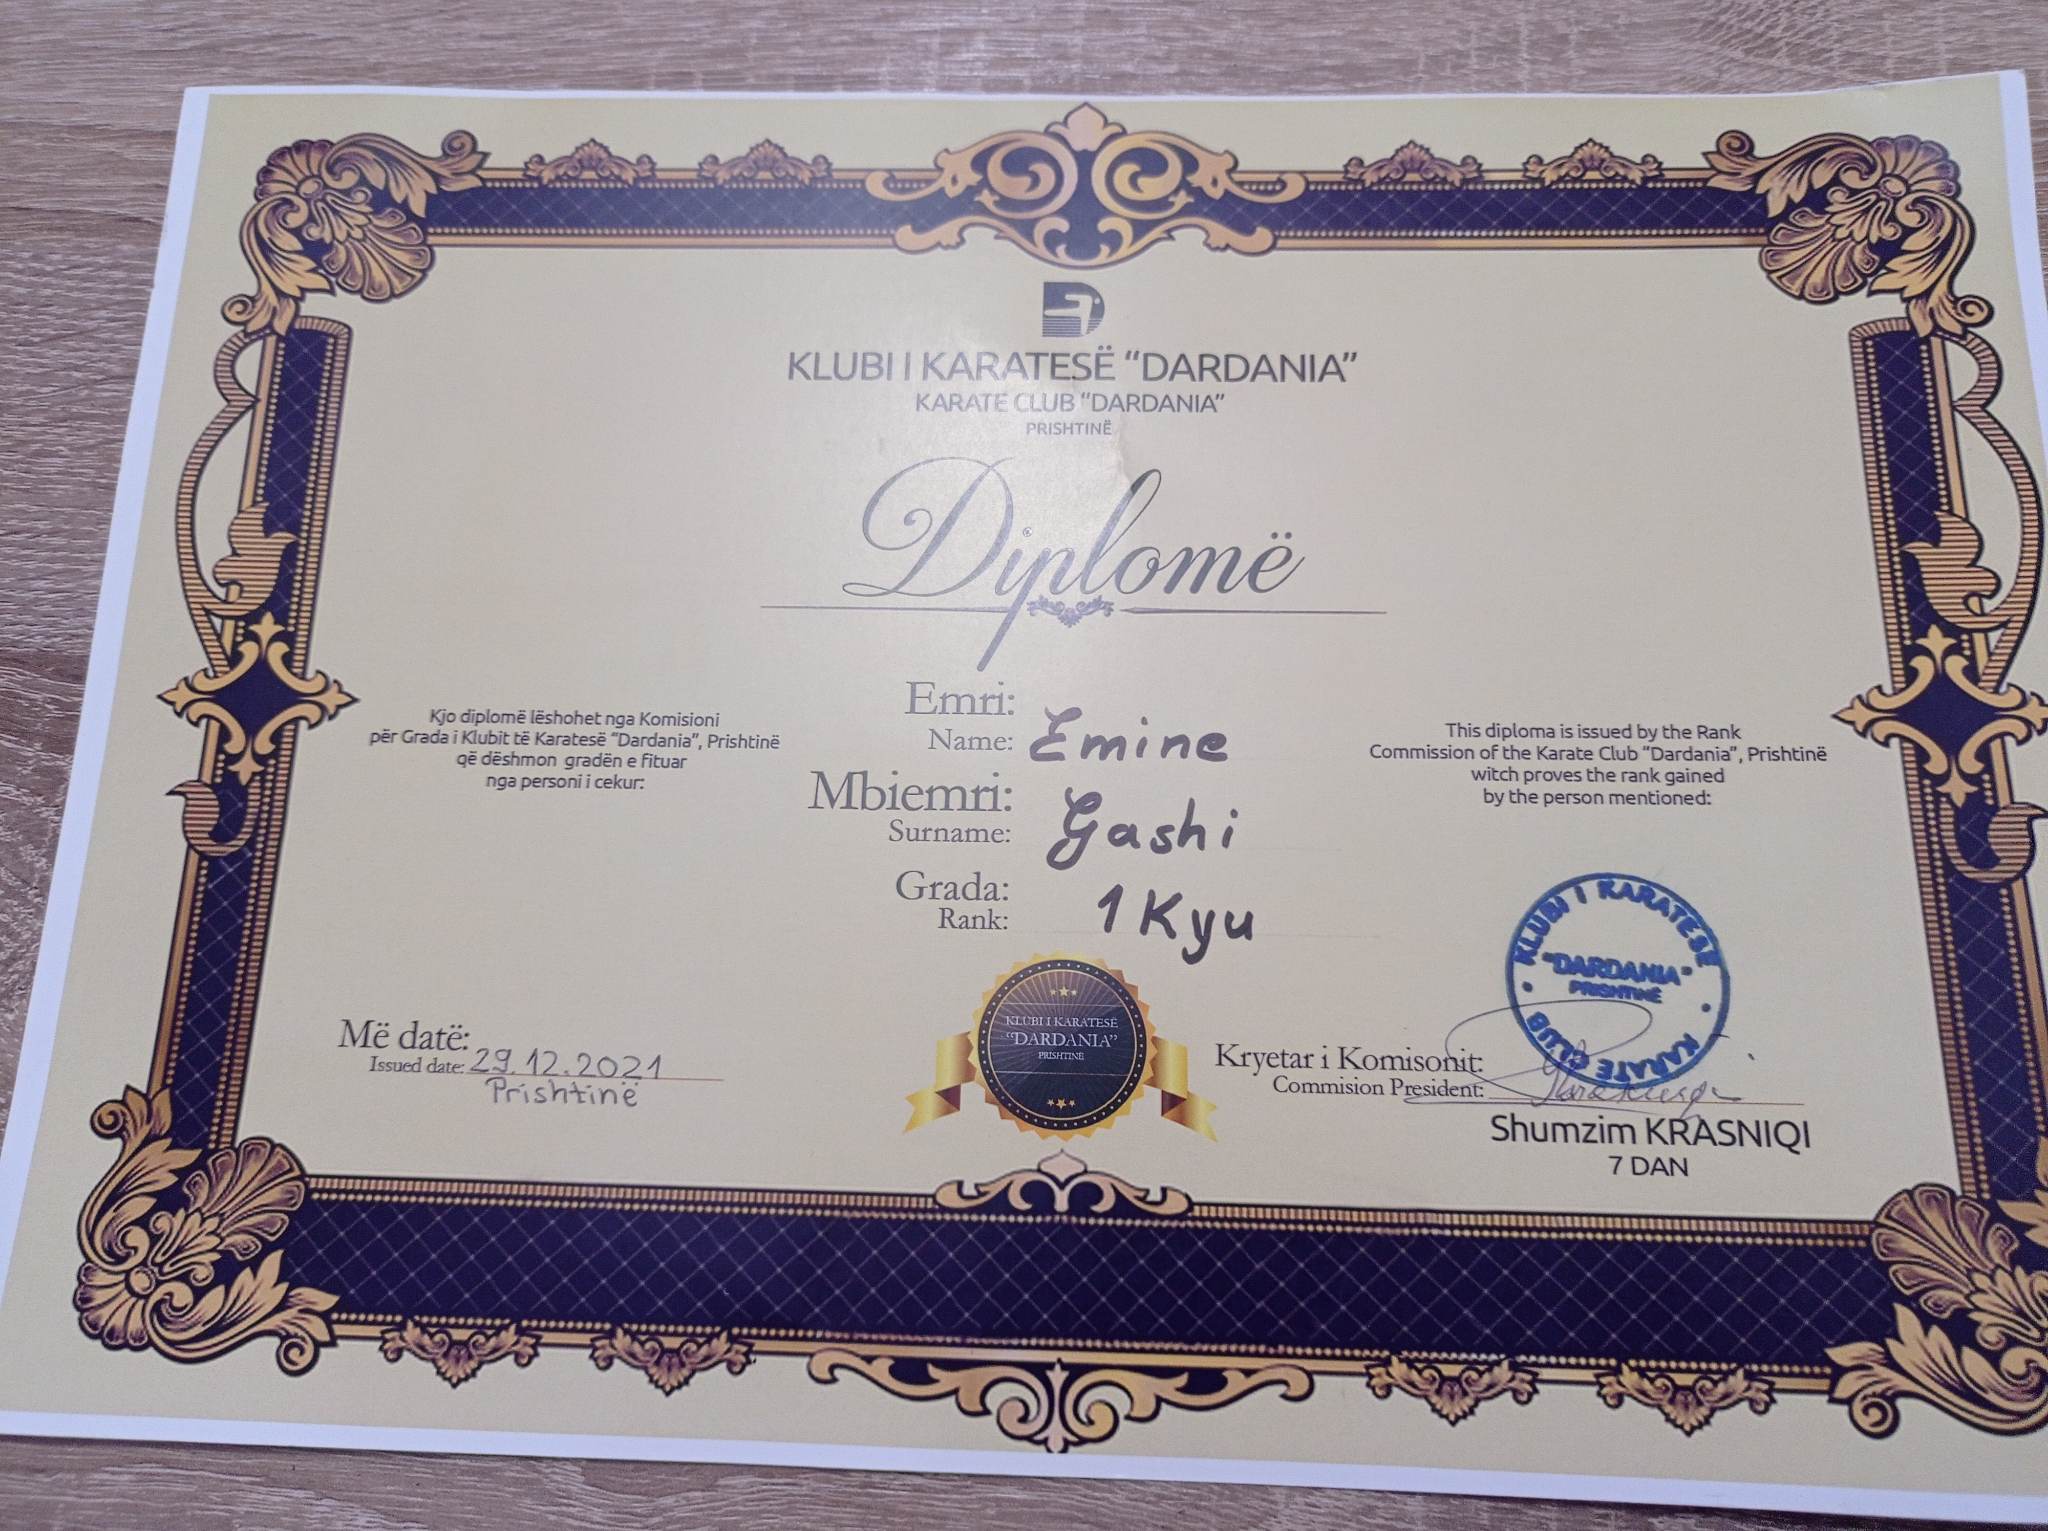 KLUBI I KARATESË “DARDANIA”
KARATE CLUB “DARDANIA”
PRISHTINË
Diplomë
Kjo diplomë lëshohet nga Komisioni
për Grada i Klubit të Karatesë “Dardania”, Prishtinë
që dëshmon gradën e fituar
nga personi i cekur:
Emri:
Name: Emine
Mbiemri:
Surname: Gashi
Grada:
Rank: 1 Kyu
This diploma is issued by the Rank
Commission of the Karate Club “Dardania”, Prishtinë
witch proves the rank gained
by the person mentioned:
Më datë:
Issued date: 29.12.2021
Prishtinë
KLUBI I KARATESË
“DARDANIA”
PRISHTINË
KLUBI I KARATESË
“DARDANIA”
PRISHTINË
KARATE CLUB
Kryetar i Komisonit:
Commision President:
Shumzim KRASNIQI
7 DAN